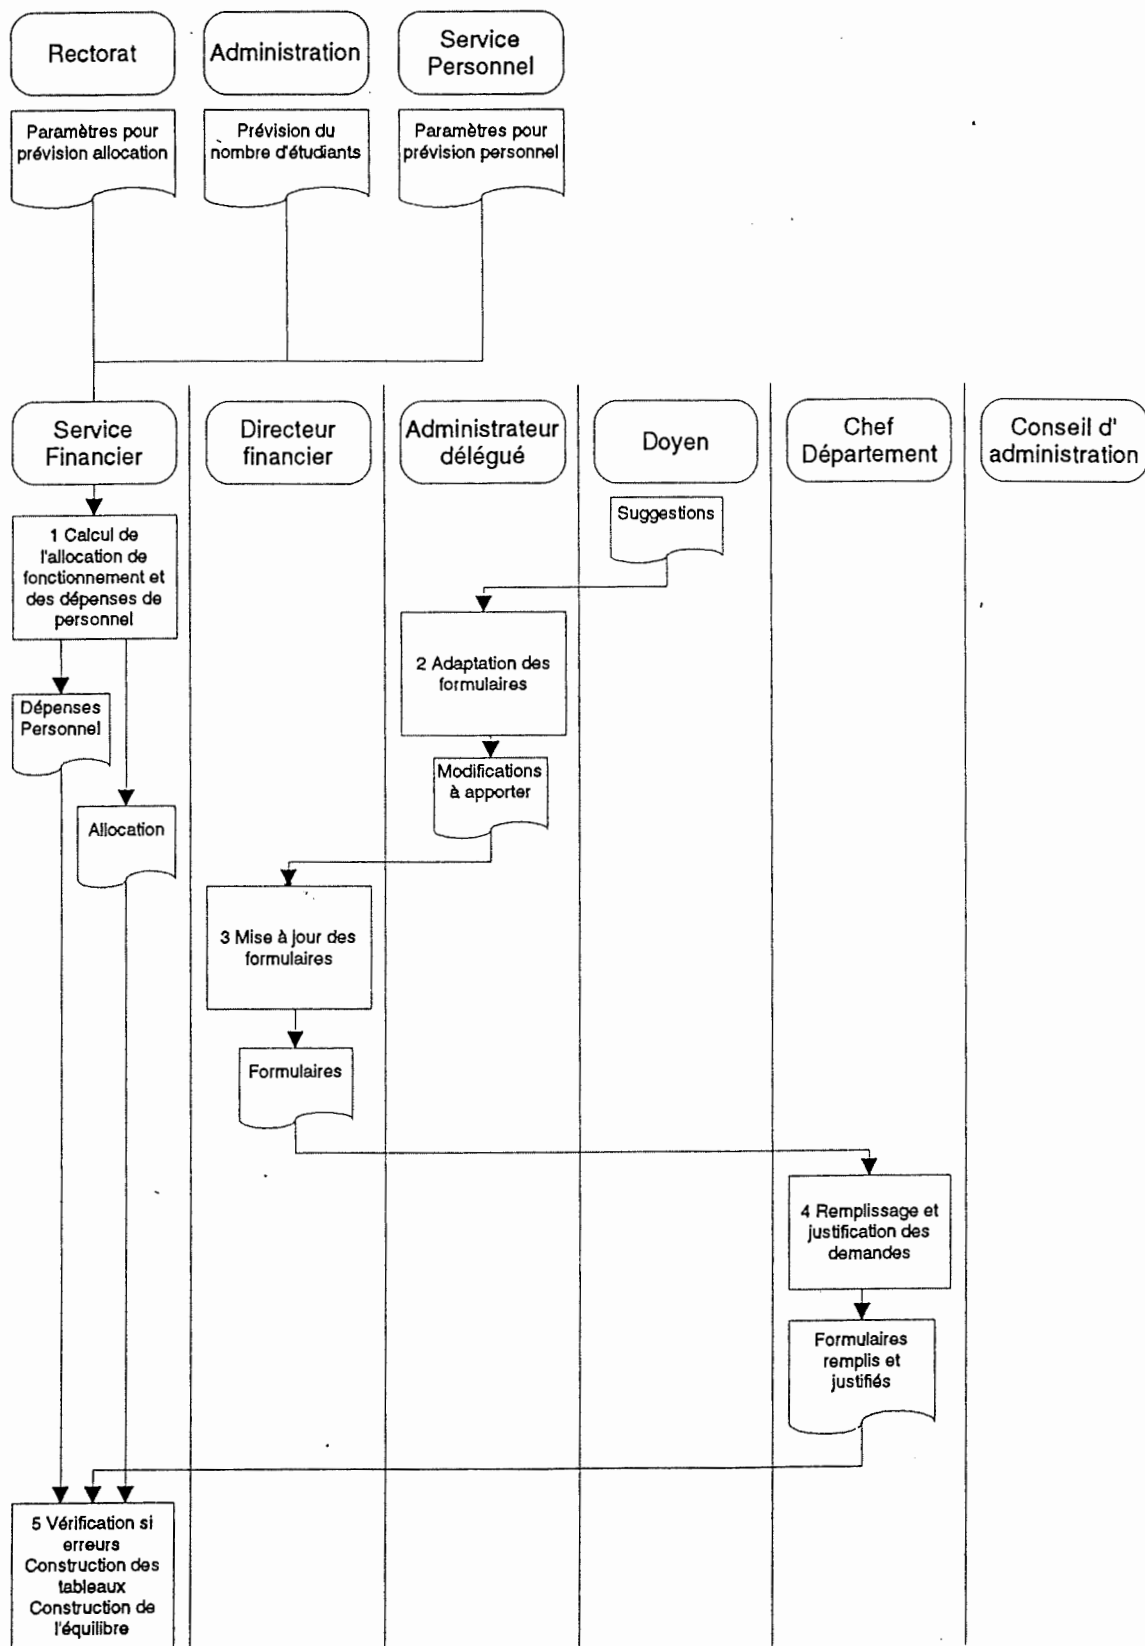 Rectorat
Administration
Service
Personnel
Paramètres pour
prévision allocation
Prévision du
nombre d'étudiants
Paramètres pour
prévision personnel
Service
Financier
Directeur
financier
Administrateur
délégué
Doyen
Chef
Département
Conseil d'
administration
Suggestions
1 Calcul de
l'allocation de
fonctionnement et
des dépenses de
personnel
2 Adaptation des
formulaires
Dépenses
Personnel
Modifications
à apporter
Allocation
3 Mise à jour des
formulaires
Formulaires
4 Remplissage et
justification des
demandes
Formulaires
remplis et
justifiés
5 Vérification si
erreurs
Construction des
tableaux
Construction de
l'équilibre